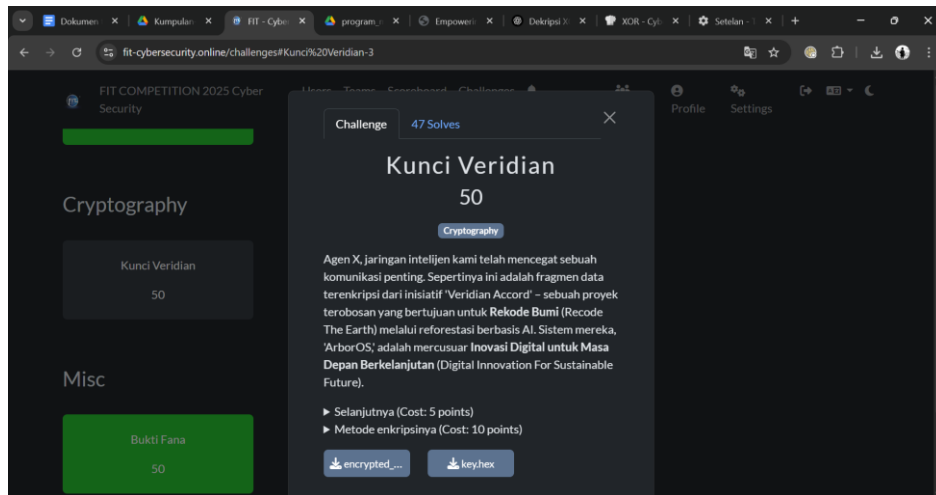 Dokumen
Kumpulan
FIT - Cybe
program_
Empowerin
Dekripsi X
XOR - Cyb
Setelan - T
fit-cybersecurity.online/challenges#Kunci%20Veridian-3
FIT COMPETITION 2025 Cyber
Security
Users Teams Scoreboard Challenges
Profile
Settings
Challenge
47 Solves
Kunci Veridian
50
Cryptography
Agen X, jaringan intelijen kami telah mencegat sebuah
komunikasi penting. Sepertinya ini adalah fragmen data
terenkripsi dari inisiatif 'Veridian Accord' – sebuah proyek
terobosan yang bertujuan untuk Rekode Bumi (Recode
The Earth) melalui reforestasi berbasis AI. Sistem mereka,
'ArborOS,' adalah mercusuar Inovasi Digital untuk Masa
Depan Berkelanjutan (Digital Innovation For Sustainable
Future).
▶ Selanjutnya (Cost: 5 points)
▶ Metode enkripsinya (Cost: 10 points)
encrypted_...
key.hex
Cryptography
Kunci Veridian
50
Misc
Bukti Fana
50